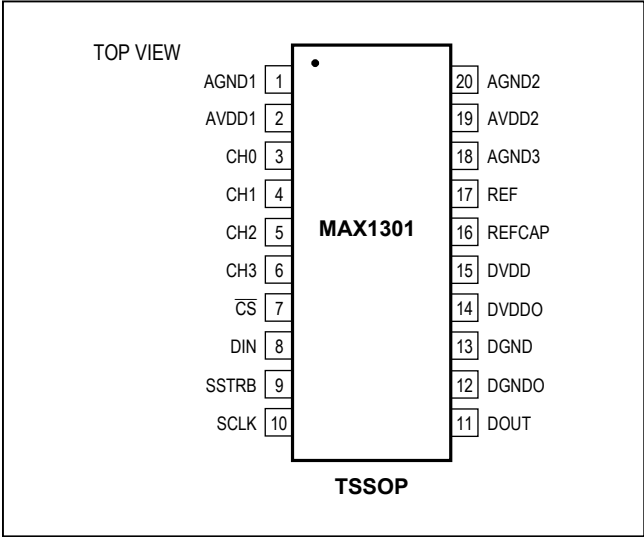 TOP VIEW
AGND1 1
AVDD1 2
CH0 3
CH1 4
CH2 5
CH3 6
C̅S̅ 7
DIN 8
SSTRB 9
SCLK 10
MAX1301
20 AGND2
19 AVDD2
18 AGND3
17 REF
16 REFCAP
15 DVDD
14 DVDDO
13 DGND
12 DGNDO
11 DOUT
TSSOP